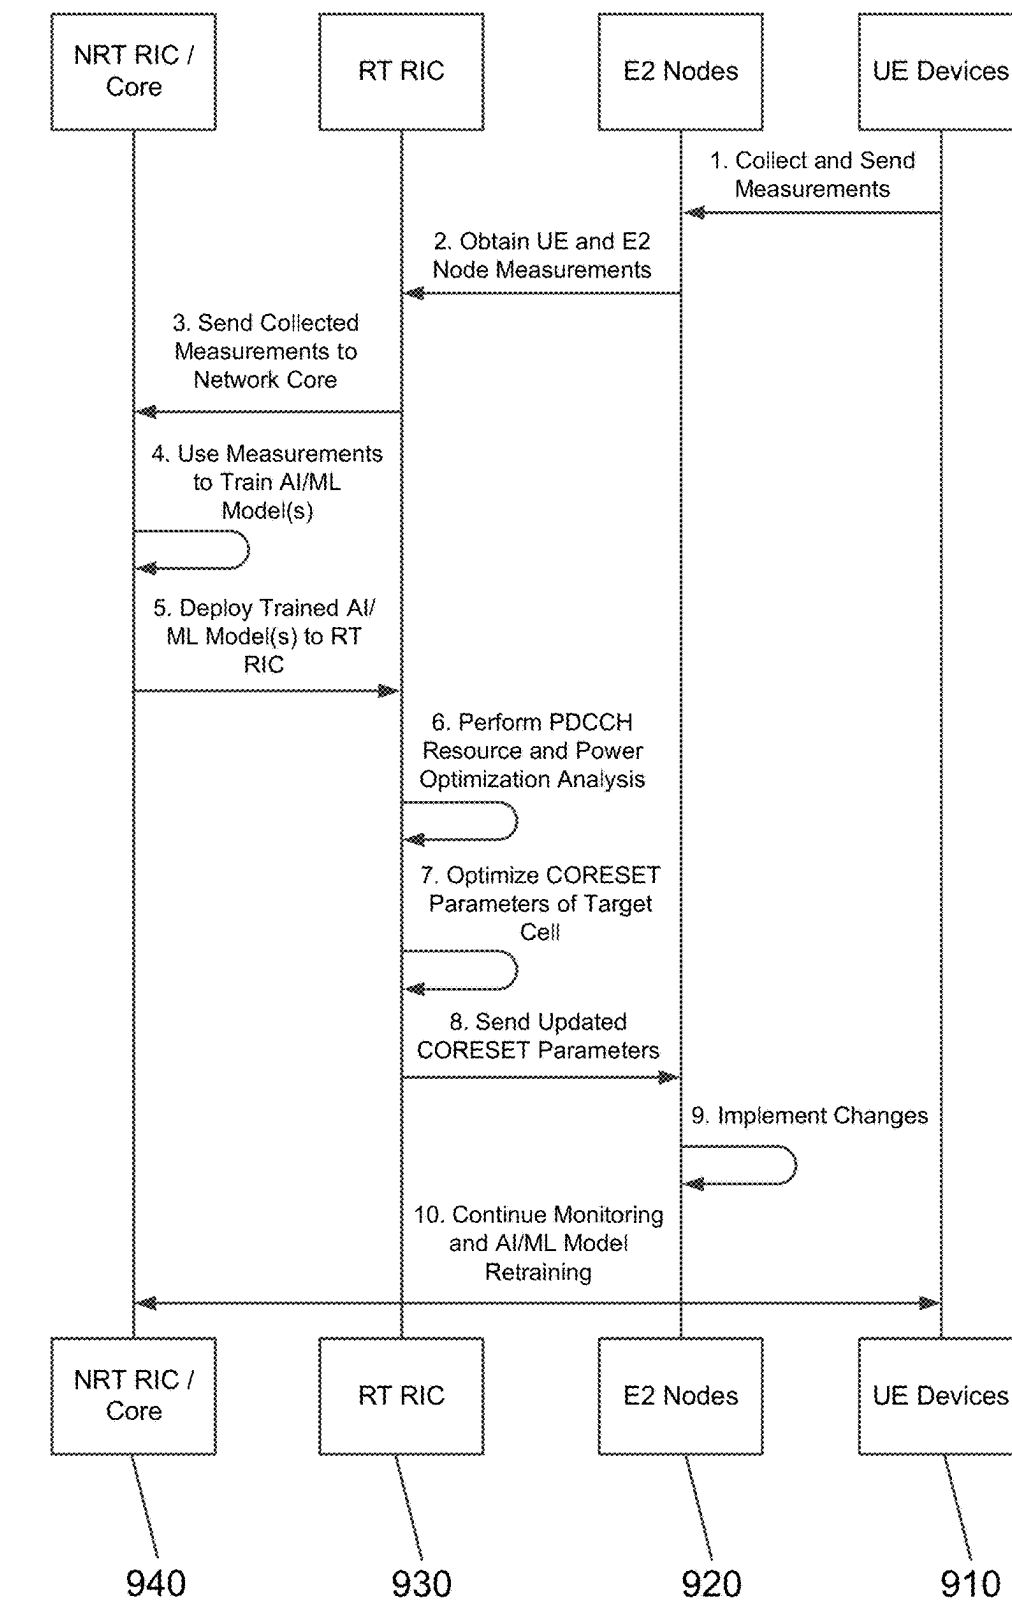 NRT RIC /
Core
RT RIC
E2 Nodes
UE Devices
1. Collect and Send
Measurements
2. Obtain UE and E2
Node Measurements
3. Send Collected
Measurements to
Network Core
4. Use Measurements
to Train AI/ML
Model(s)
5. Deploy Trained AI/
ML Model(s) to RT
RIC
6. Perform PDCCH
Resource and Power
Optimization Analysis
7. Optimize CORESET
Parameters of Target
Cell
8. Send Updated
CORESET Parameters
9. Implement Changes
10. Continue Monitoring
and AI/ML Model
Retraining
NRT RIC /
Core
RT RIC
E2 Nodes
UE Devices
940
930
920
910